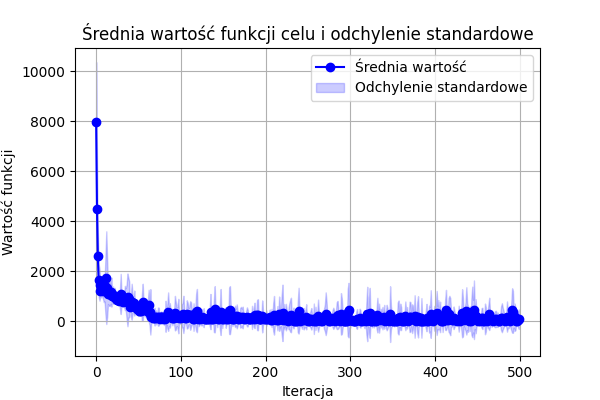 Średnia wartość funkcji celu i odchylenie standardowe
Średnia wartość
Odchylenie standardowe
Wartość funkcji
10000
8000
6000
4000
2000
0
0 100 200 300 400 500
Iteracja